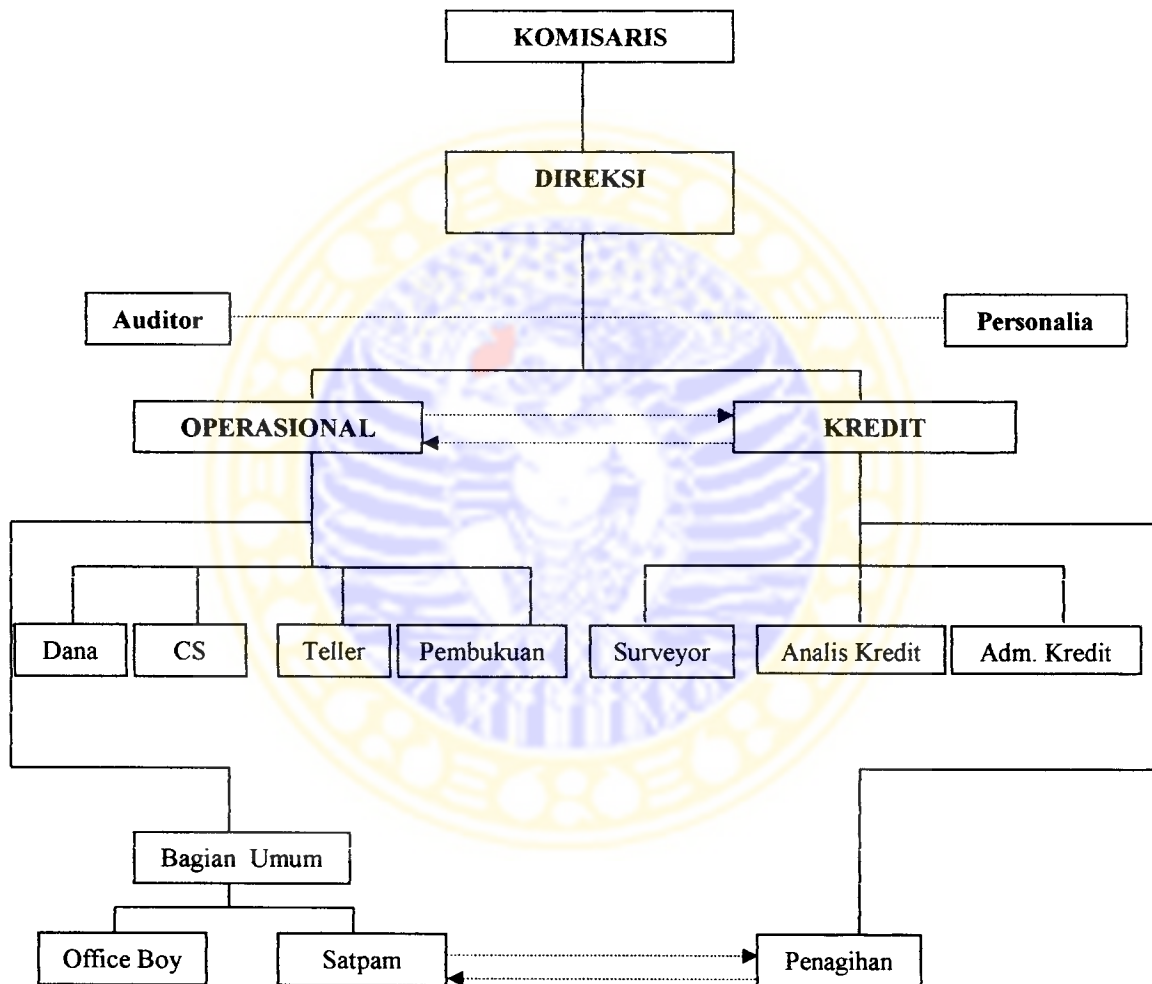 KOMISARIS
DIREKSI
Auditor
Personalia
OPERASIONAL
KREDIT
Dana
CS
Teller
Pembukuan
Surveyor
Analis Kredit
Adm. Kredit
Bagian Umum
Office Boy
Satpam
Penagihan